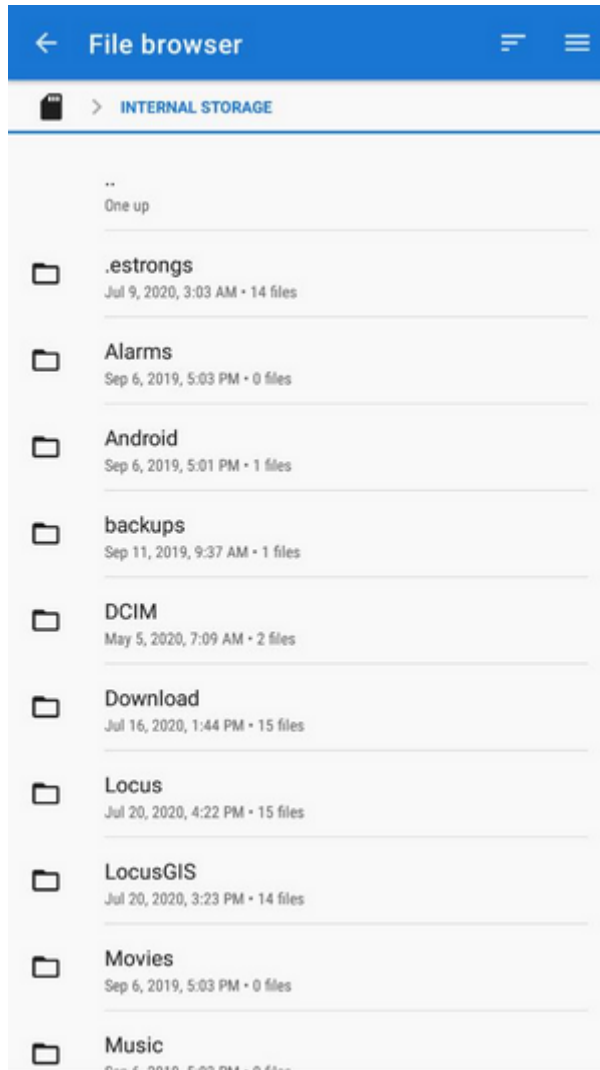 File browser
INTERNAL STORAGE
..
One up
.estrongs
Jul 9, 2020, 3:03 AM • 14 files
Alarms
Sep 6, 2019, 5:03 PM • 0 files
Android
Sep 6, 2019, 5:01 PM • 1 files
backups
Sep 11, 2019, 9:37 AM • 1 files
DCIM
May 5, 2020, 7:09 AM • 2 files
Download
Jul 16, 2020, 1:44 PM • 15 files
Locus
Jul 20, 2020, 4:22 PM • 15 files
LocusGIS
Jul 20, 2020, 3:23 PM • 14 files
Movies
Sep 6, 2019, 5:03 PM • 0 files
Music